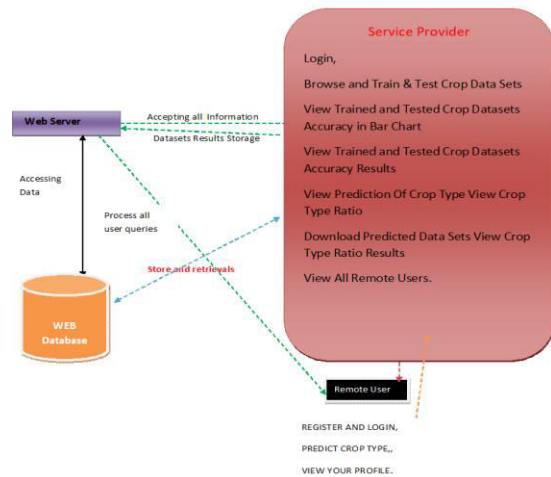 Service Provider
Login,
Browse and Train & Test Crop Data Sets
View Trained and Tested Crop Datasets
Accuracy in Bar Chart
View Trained and Tested Crop Datasets
Accuracy Results
View Prediction Of Crop Type View Crop
Type Ratio
Download Predicted Data Sets View Crop
Type Ratio Results
View All Remote Users.
Web Server
Accepting all Information
Datasets Results Storage
Accessing
Data
Process all
user queries
Store and retrievals
WEB
Database
Remote User
REGISTER AND LOGIN,
PREDICT CROP TYPE,,
VIEW YOUR PROFILE.